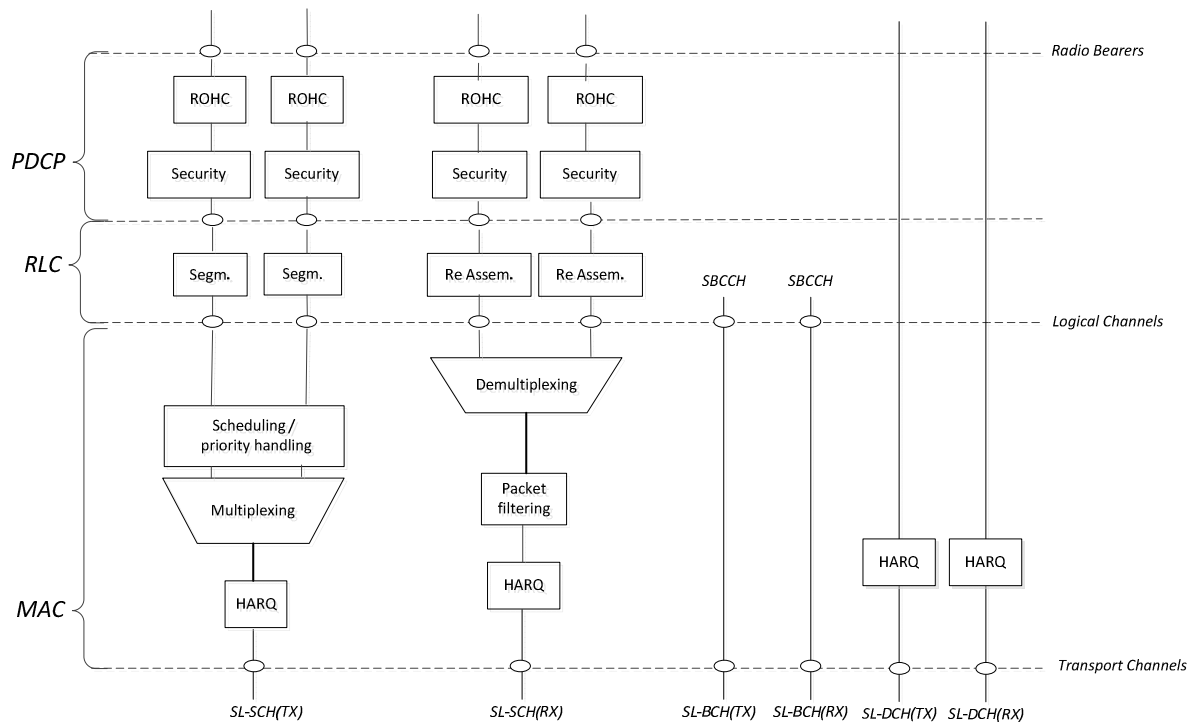 Radio Bearers
ROHC ROHC ROHC ROHC
PDCP
Security Security Security Security
RLC
Segm. Segm. Re Assem. Re Assem.
SBCCH SBCCH
Logical Channels
Demultiplexing
Scheduling /
priority handling
Packet
filtering
Multiplexing
HARQ HARQ
HARQ
HARQ
MAC
Transport Channels
SL-SCH(TX) SL-SCH(RX) SL-BCH(TX) SL-BCH(RX) SL-DCH(TX) SL-DCH(RX)